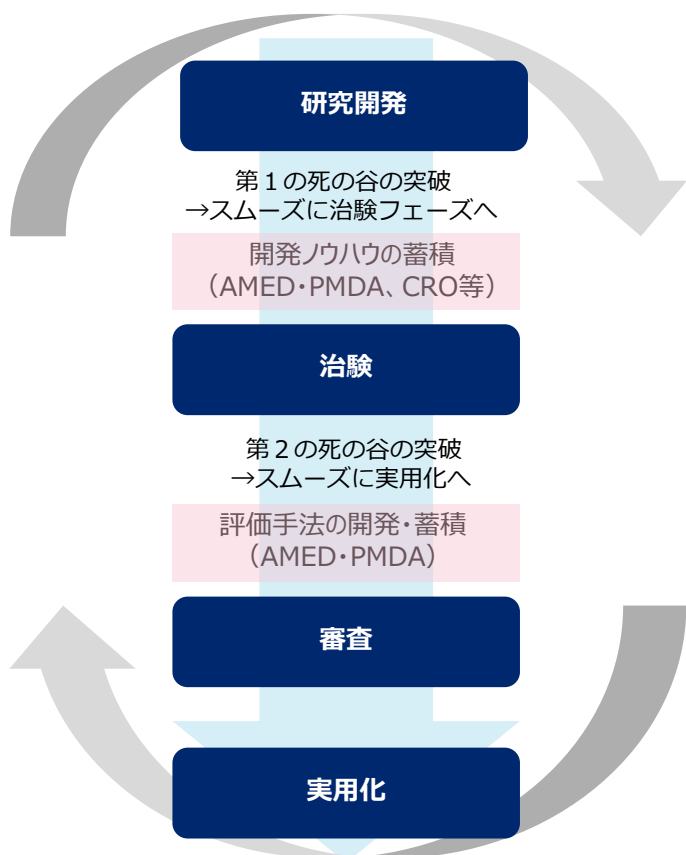 研究開発
第１の死の谷の突破
→スムーズに治験フェーズへ
開発ノウハウの蓄積
（AMED・PMDA、CRO等）
治験
第２の死の谷の突破
→スムーズに実用化へ
評価手法の開発・蓄積
（AMED・PMDA）
審査
実用化